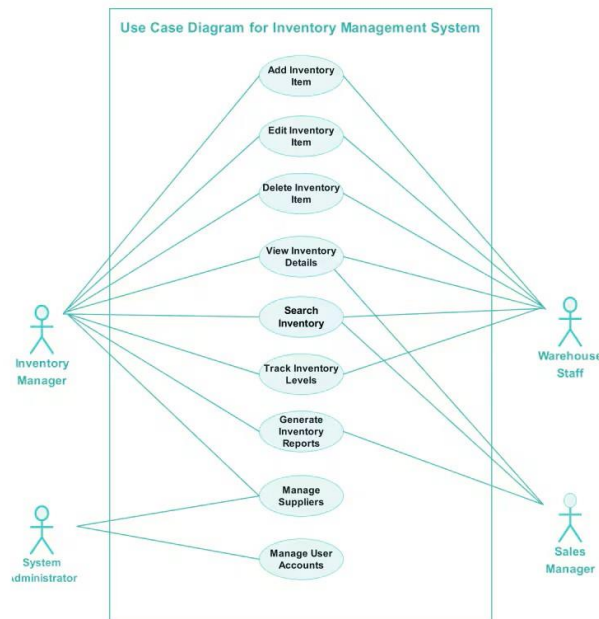 Use Case Diagram for Inventory Management System
Add Inventory
Item
Edit Inventory
Item
Delete Inventory
Item
View Inventory
Details
Search
Inventory
Track Inventory
Levels
Generate
Inventory
Reports
Manage
Suppliers
Manage User
Accounts
Inventory
Manager
System
dministrator
Warehouse
Staff
Sales
Manager